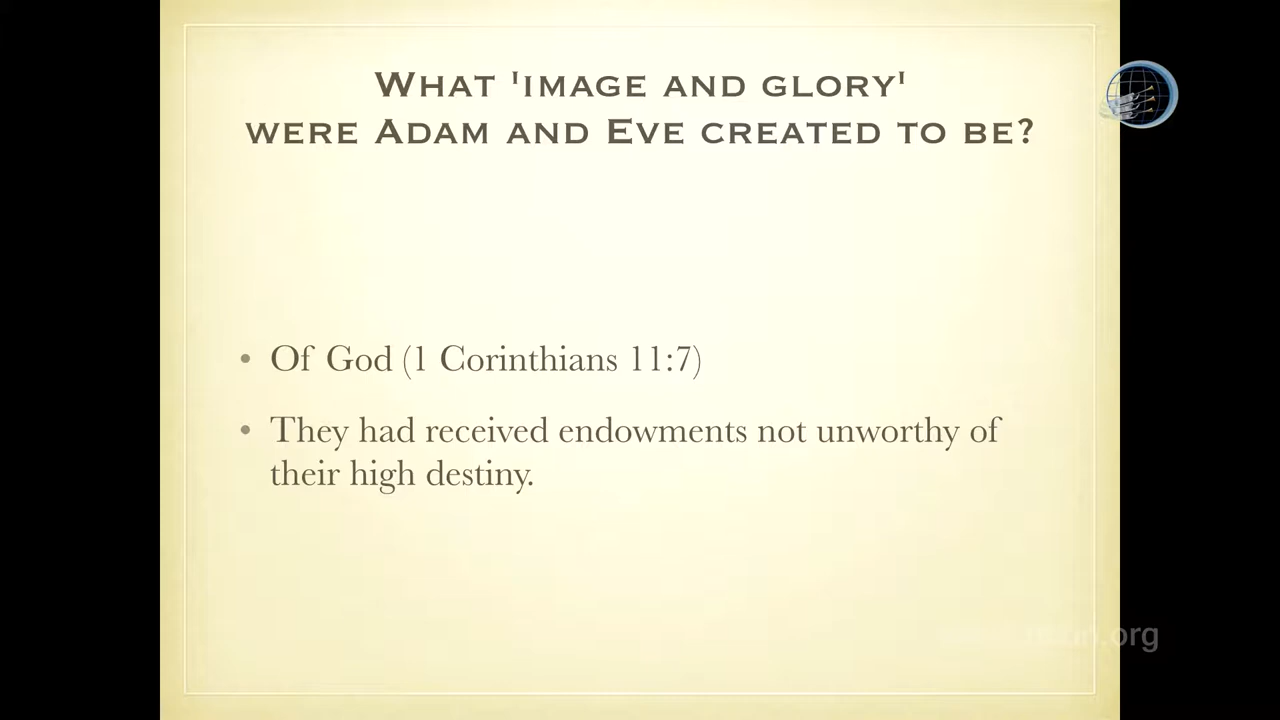 What 'image and glory'
were Adam and Eve created to be?
• Of God (1 Corinthians 11:7)
• They had received endowments not unworthy of
their high destiny.
.org